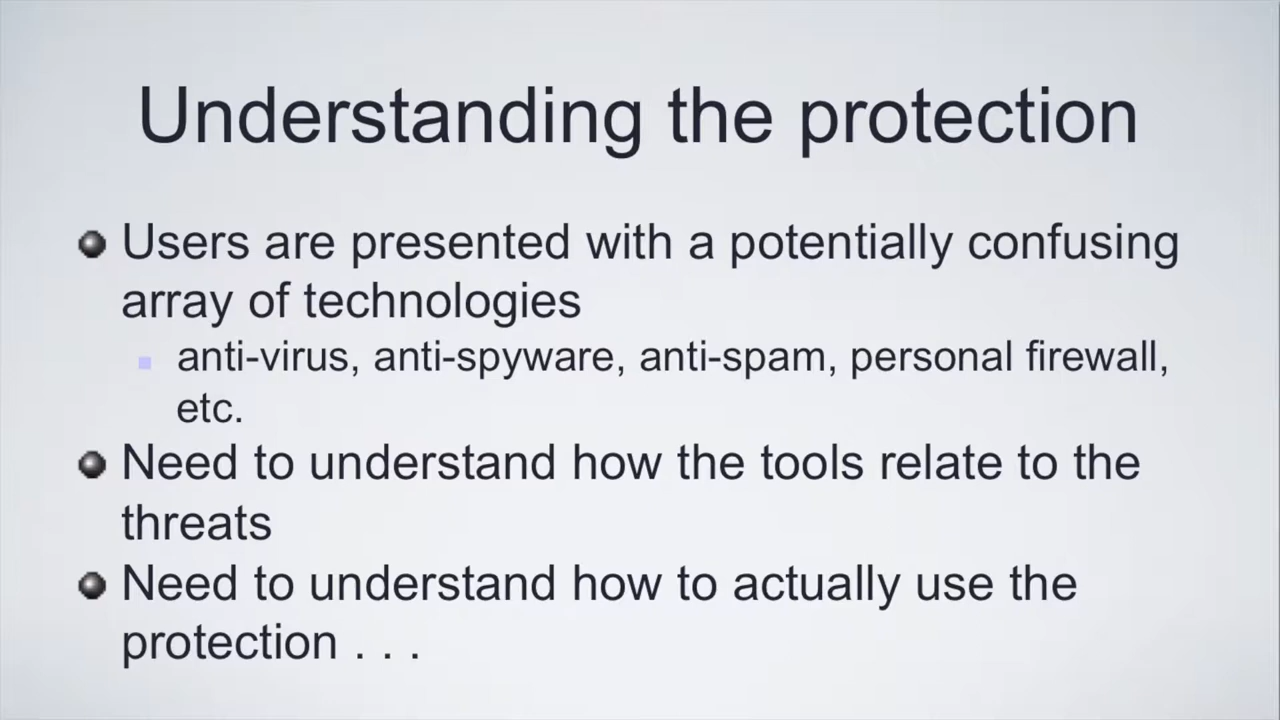 Understanding the protection
Users are presented with a potentially confusing
array of technologies
anti-virus, anti-spyware, anti-spam, personal firewall,
etc.
Need to understand how the tools relate to the
threats
Need to understand how to actually use the
protection . . .